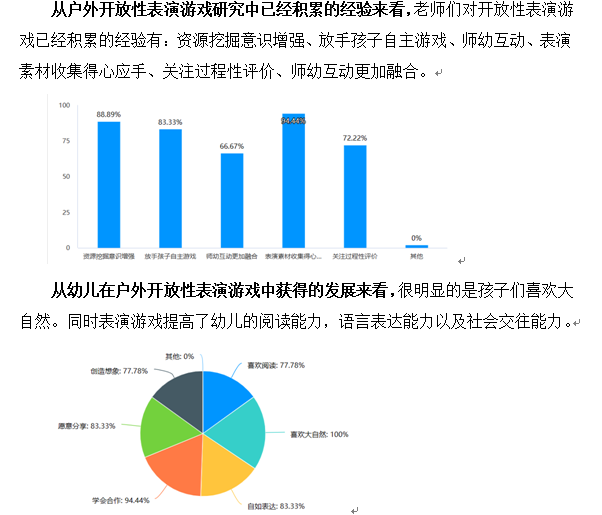 从户外开放性表演游戏研究中已经积累的经验来看，老师们对开放性表演游
戏已经积累的经验有：资源挖掘意识增强、放手孩子自主游戏、师幼互动、表演
素材收集得心应手、关注过程性评价、师幼互动更加融合。
100
88.89%
83.33%
66.67%
94.44%
72.22%
0%
75
50
25
0
资源挖掘意识增强
放手孩子自主游戏
师幼互动更加融合
表演素材收集得心...
关注过程性评价
其他
从幼儿在户外开放性表演游戏中获得的发展来看，很明显的是孩子们喜欢大
自然。同时表演游戏提高了幼儿的阅读能力，语言表达能力以及社会交往能力。
其他: 0%
创造想象: 77.78%
喜欢阅读: 77.78%
愿意分享: 83.33%
喜欢大自然: 100%
学会合作: 94.44%
自如表达: 83.33%